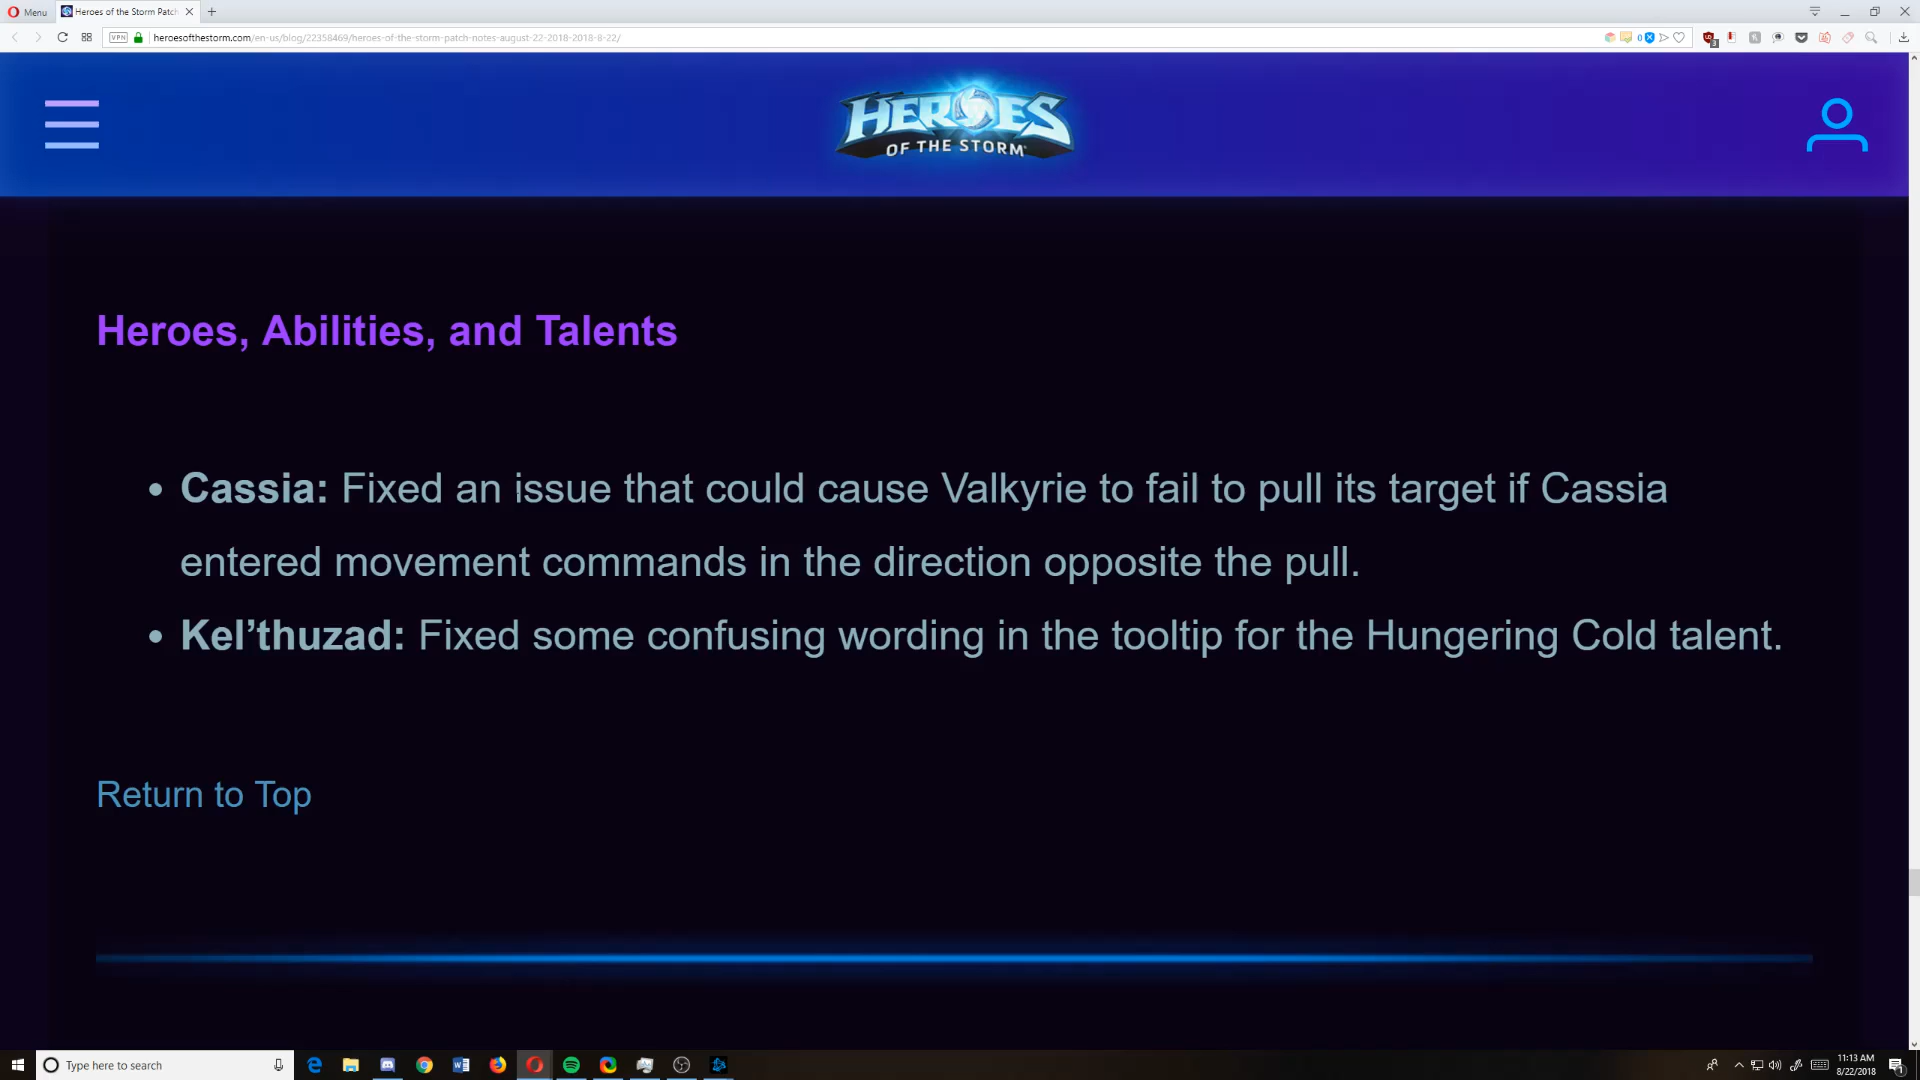 Menu
Heroes of the Storm Patch
VPN
heroesofthestorm.com/en-us/blog/22358469/heroes-of-the-storm-patch-notes-august-22-2018-2018-8-22/
0
3
HEROES
OF THE STORM
Heroes, Abilities, and Talents
• Cassia: Fixed an issue that could cause Valkyrie to fail to pull its target if Cassia
entered movement commands in the direction opposite the pull.
• Kel’thuzad: Fixed some confusing wording in the tooltip for the Hungering Cold talent.
Return to Top
Type here to search
11:13 AM
8/22/2018